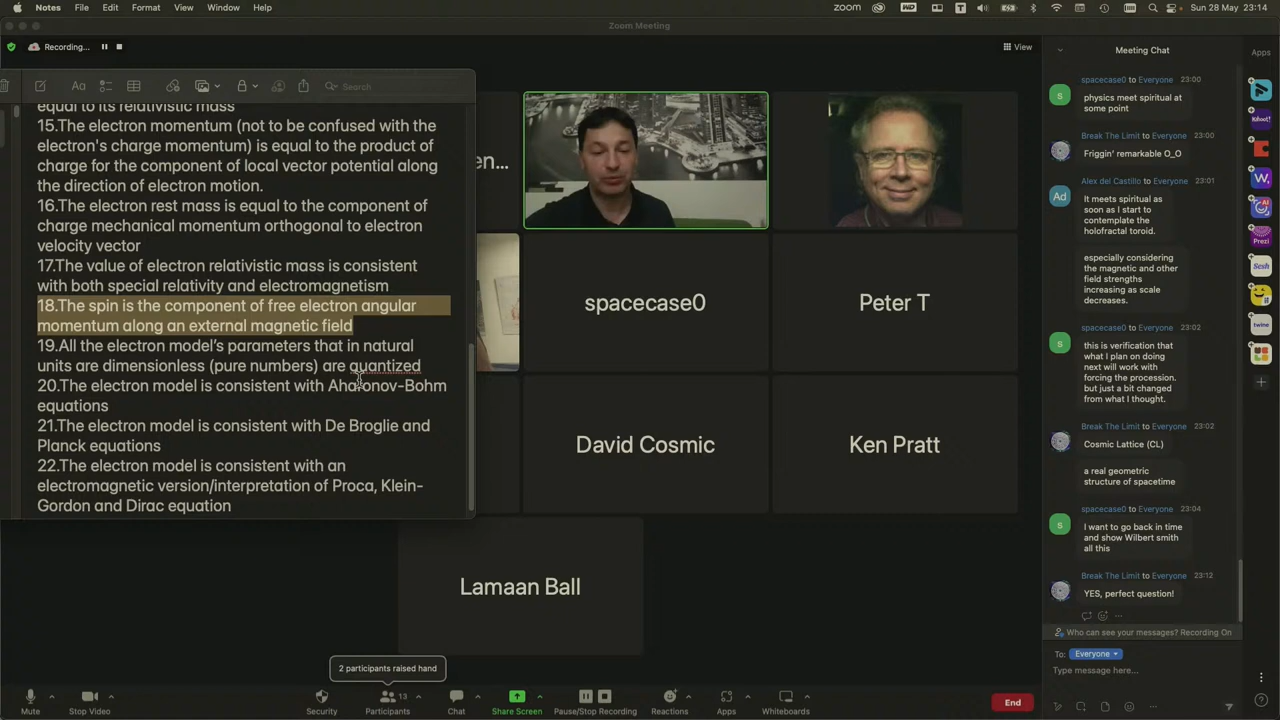 Notes
File
Edit
Format
View
Window
Help
zoom
Sun 28 May 23:14
Zoom Meeting
Recording...
View
Aa
Search
equal to its relativistic mass
15.The electron momentum (not to be confused with the
electron's charge momentum) is equal to the product of
charge for the component of local vector potential along
the direction of electron motion.
16.The electron rest mass is equal to the component of
charge mechanical momentum orthogonal to electron
velocity vector
17.The value of electron relativistic mass is consistent
with both special relativity and electromagnetism
18.The spin is the component of free electron angular
momentum along an external magnetic field
19.All the electron model's parameters that in natural
units are dimensionless (pure numbers) are quantized
20.The electron model is consistent with Aharonov-Bohm
equations
21.The electron model is consistent with De Broglie and
Planck equations
22.The electron model is consistent with an
electromagnetic version/interpretation of Proca, Klein-
Gordon and Dirac equation
en...
spacecase0
Peter T
David Cosmic
Ken Pratt
Lamaan Ball
2 participants raised hand
Mute
Stop Video
Security
Participants
13
Chat
Share Screen
Pause/Stop Recording
Reactions
Apps
Whiteboards
End
Meeting Chat
spacecase0 to Everyone 23:00
S
physics meet spiritual at
some point
Break The Limit to Everyone 23:00
Friggin' remarkable O_O
Alex del Castillo to Everyone 23:01
Ad
It meets spiritual as
soon as I start to
contemplate the
holofractal toroid.
especially considering
the magnetic and other
field strengths
increasing as scale
decreases.
spacecase0 to Everyone 23:02
S
this is verification that
what I plan on doing
next will work with
forcing the procession.
but just a bit changed
from what I thought.
Break The Limit to Everyone 23:02
Cosmic Lattice (CL)
a real geometric
structure of spacetime
spacecase0 to Everyone 23:04
S
I want to go back in time
and show Wilbert smith
all this
Break The Limit to Everyone 23:12
YES, perfect question!
Who can see your messages? Recording On
To: Everyone
Type message here...
Apps
Kahoot!
W
AI
Prezi
Sesh
twine